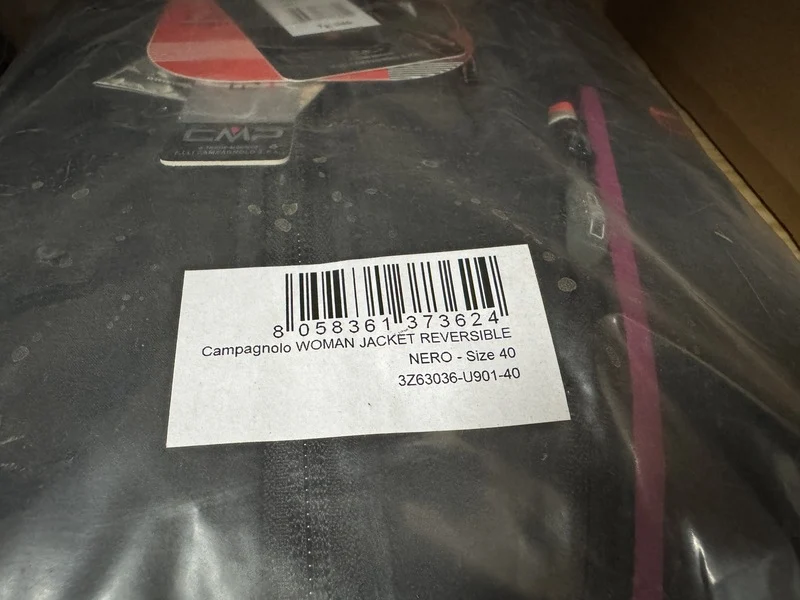 CMP
8 058361 373624
Campagnolo WOMAN JACKET REVERSIBLE
NERO - Size 40
3Z63036-U901-40